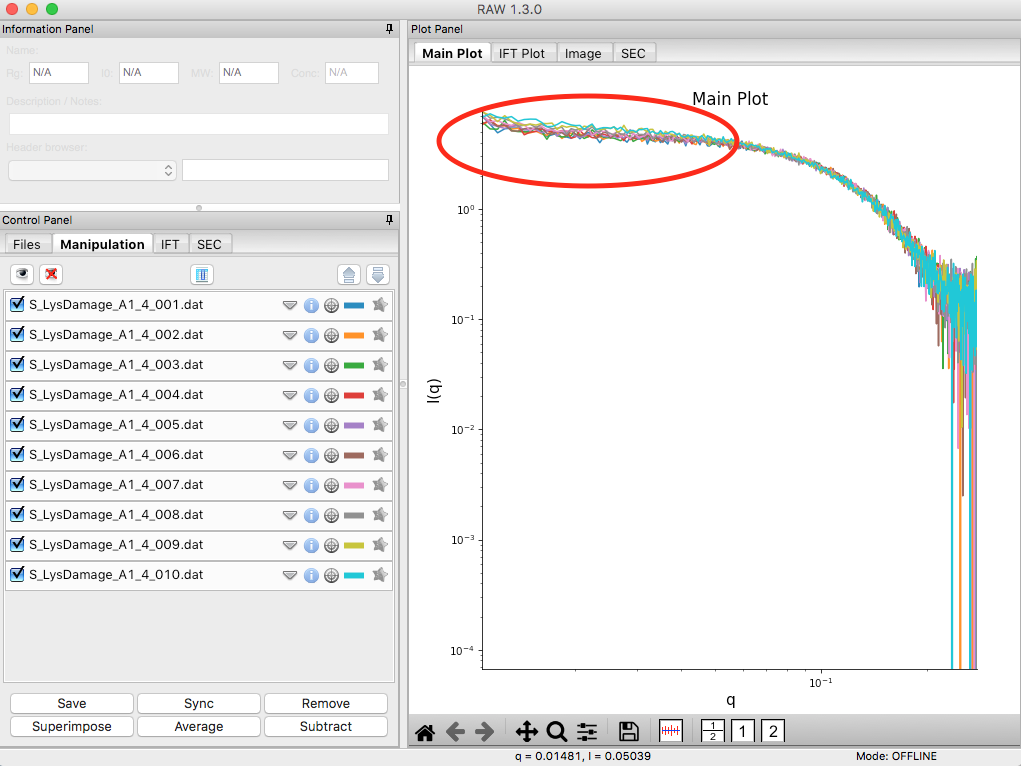 RAW 1.3.0
Information Panel
Name:
Rg: N/A I0: N/A MW: N/A Conc: N/A
Description / Notes:
Header browser:
Control Panel
Files Manipulation IFT SEC
S_LysDamage_A1_4_001.dat
S_LysDamage_A1_4_002.dat
S_LysDamage_A1_4_003.dat
S_LysDamage_A1_4_004.dat
S_LysDamage_A1_4_005.dat
S_LysDamage_A1_4_006.dat
S_LysDamage_A1_4_007.dat
S_LysDamage_A1_4_008.dat
S_LysDamage_A1_4_009.dat
S_LysDamage_A1_4_010.dat
Save Sync Remove
Superimpose Average Subtract
Plot Panel
Main Plot IFT Plot Image SEC
Main Plot
10⁰
10⁻¹
10⁻²
10⁻³
10⁻⁴
I(q)
10⁻¹
q
1/2 1 2
q = 0.01481, I = 0.05039
Mode: OFFLINE